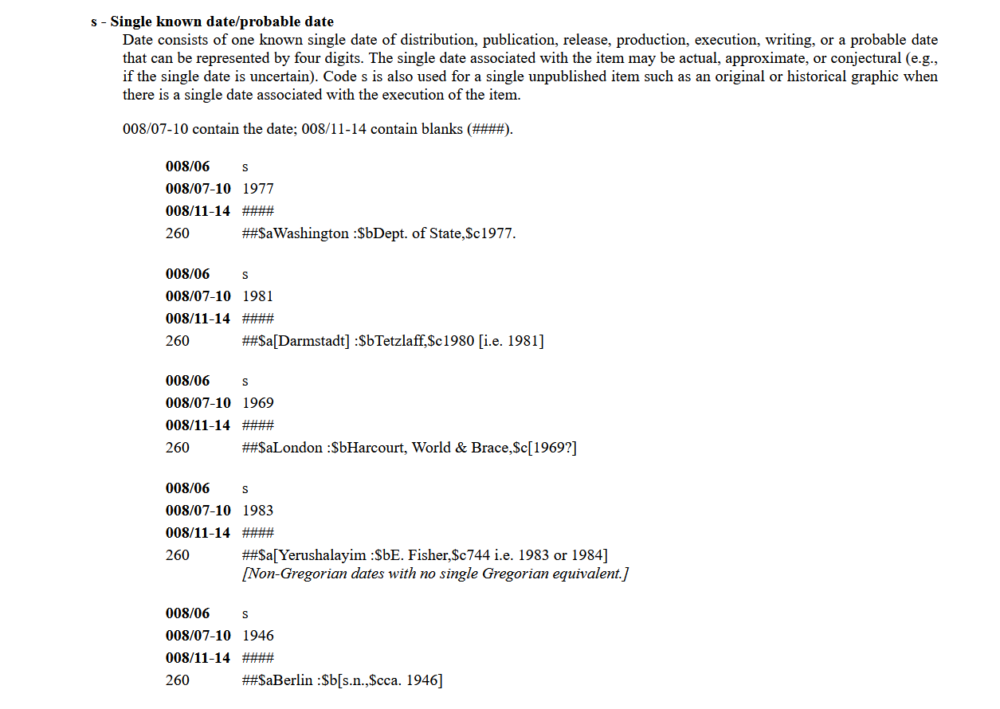 s - Single known date/probable date
Date consists of one known single date of distribution, publication, release, production, execution, writing, or a probable date
that can be represented by four digits. The single date associated with the item may be actual, approximate, or conjectural (e.g.,
if the single date is uncertain). Code s is also used for a single unpublished item such as an original or historical graphic when
there is a single date associated with the execution of the item.
008/07-10 contain the date; 008/11-14 contain blanks (####).
008/06 s
008/07-10 1977
008/11-14 ####
260 ##$aWashington :$bDept. of State,$c1977.
008/06 s
008/07-10 1981
008/11-14 ####
260 ##$a[Darmstadt] :$bTetzlaff,$c1980 [i.e. 1981]
008/06 s
008/07-10 1969
008/11-14 ####
260 ##$aLondon :$bHarcourt, World & Brace,$c[1969?]
008/06 s
008/07-10 1983
008/11-14 ####
260 ##$a[Yerushalayim :$bE. Fisher,$c744 i.e. 1983 or 1984]
[Non-Gregorian dates with no single Gregorian equivalent.]
008/06 s
008/07-10 1946
008/11-14 ####
260 ##$aBerlin :$b[s.n.,$cca. 1946]